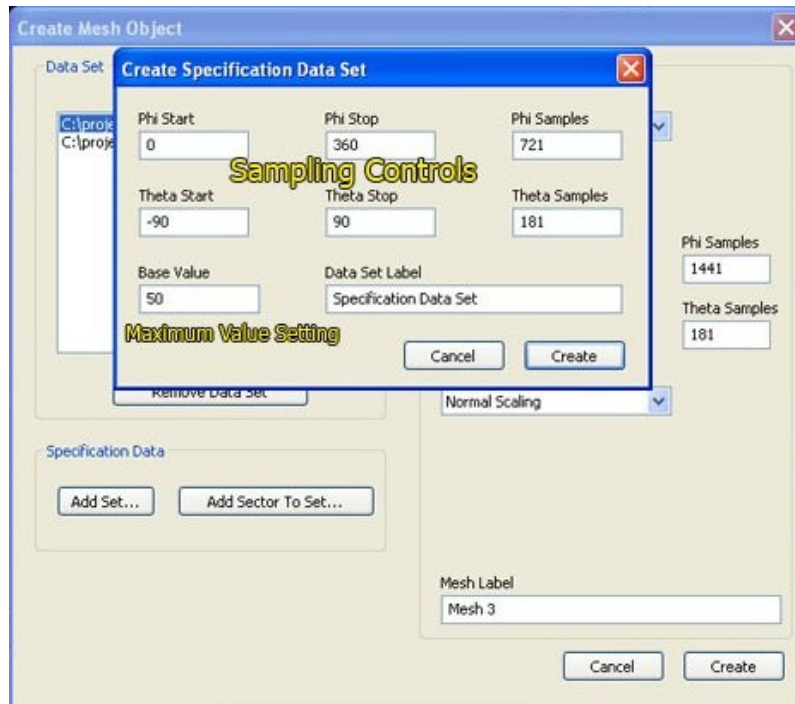 Create Mesh Object
Data Set
C:\proje
C:\proje
Create Specification Data Set
Phi Start Phi Stop Phi Samples
0 360 721
Sampling Controls
Theta Start Theta Stop Theta Samples
-90 90 181
Base Value Data Set Label
50 Specification Data Set
Maximum Value Setting
Cancel Create
Phi Samples
1441
Theta Samples
181
Remove Data Set
Normal Scaling
Specification Data
Add Set... Add Sector To Set...
Mesh Label
Mesh 3
Cancel Create